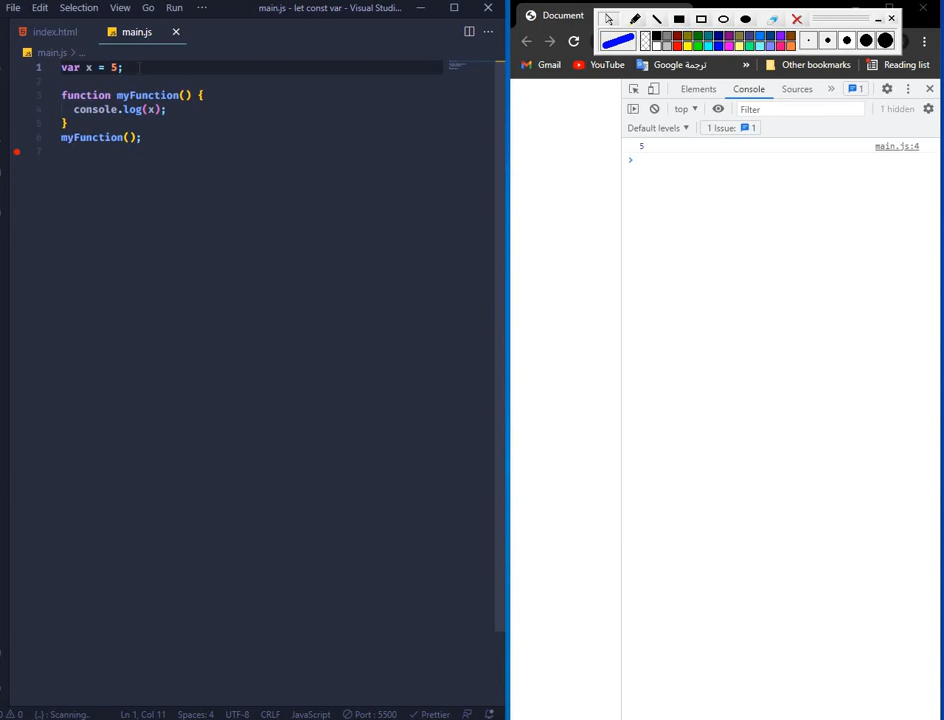 File Edit Selection View Go Run ··· main.js - let const var - Visual Studi...
index.html main.js
main.js > ...
1 var x = 5;
2
3 function myFunction() {
4 console.log(x);
5 }
6 myFunction();
7
Ln 1, Col 11 Spaces: 4 UTF-8 CRLF JavaScript Port : 5500 Prettier
0 0 {..}: Scanning..
Document
Gmail YouTube Google ترجمة » Other bookmarks Reading list
Elements Console Sources » 1
top Filter 1 hidden
Default levels 1 Issue: 1
5 main.js:4